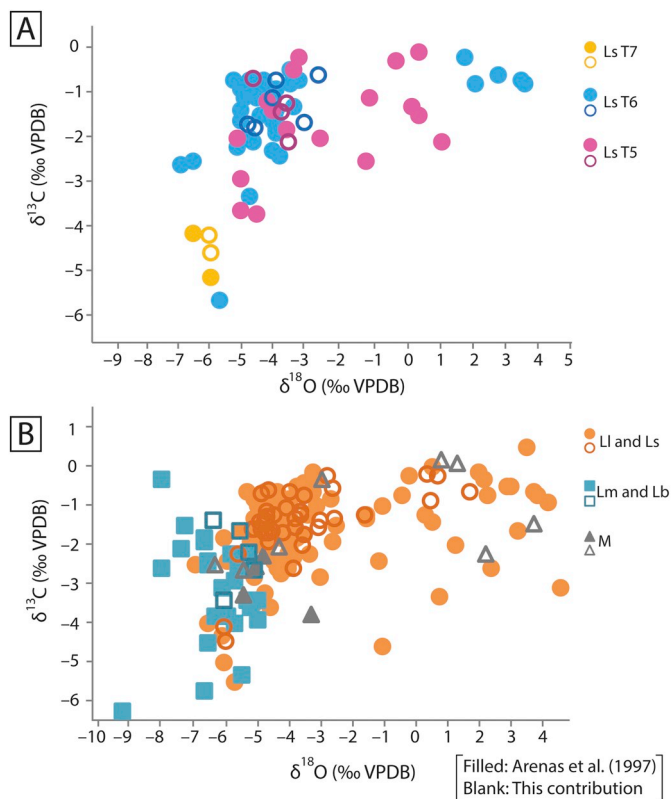 A
0
−1
−2
−3
−4
−5
−6
δ13C (‰ VPDB)
−9 −8 −7 −6 −5 −4 −3 −2 −1 0 1 2 3 4 5
δ18O (‰ VPDB)
Ls T7
Ls T6
Ls T5
B
1
0
−1
−2
−3
−4
−5
−6
δ13C (‰ VPDB)
−10 −9 −8 −7 −6 −5 −4 −3 −2 −1 0 1 2 3 4
δ18O (‰ VPDB)
Ll and Ls
Lm and Lb
M
Filled: Arenas et al. (1997)
Blank: This contribution